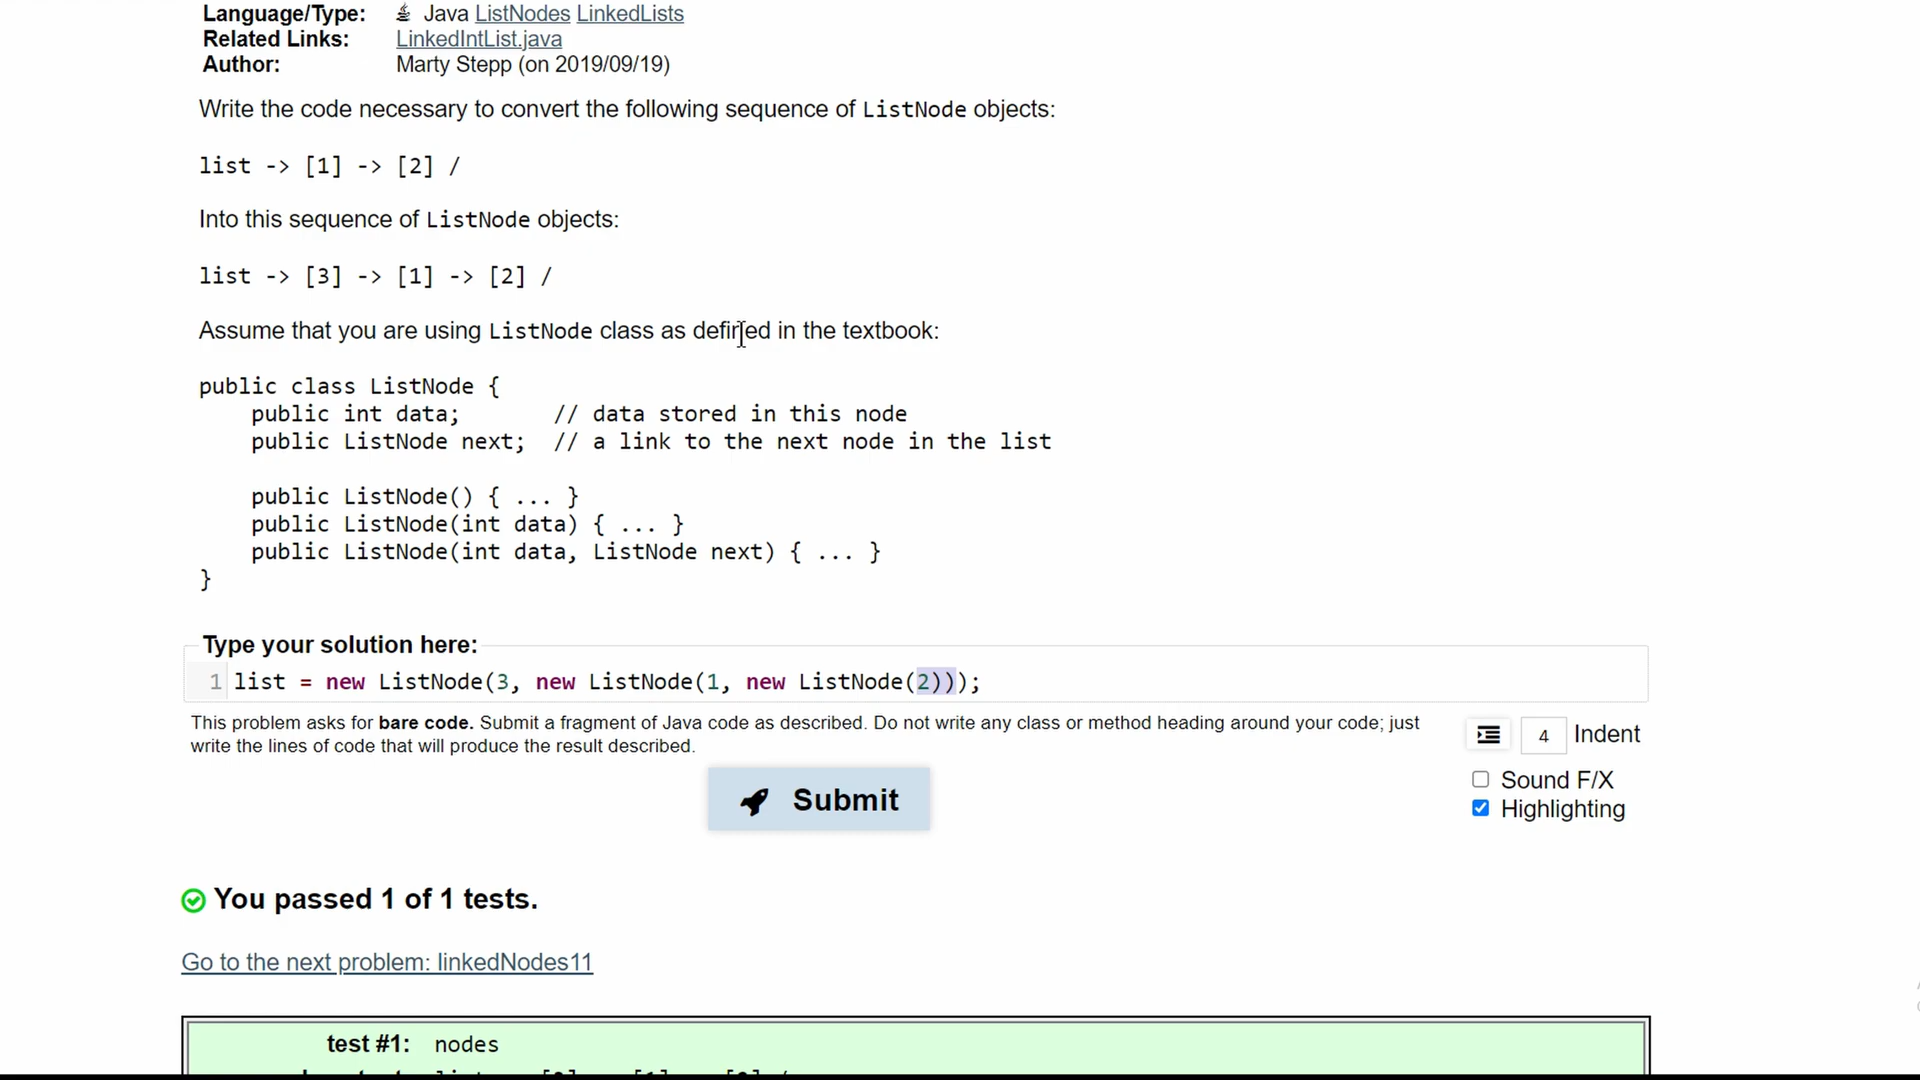 Language/Type: Java ListNodes LinkedLists
Related Links: LinkedIntList.java
Author: Marty Stepp (on 2019/09/19)
Write the code necessary to convert the following sequence of ListNode objects:
list -> [1] -> [2] /
Into this sequence of ListNode objects:
list -> [3] -> [1] -> [2] /
Assume that you are using ListNode class as defined in the textbook:
public class ListNode {
    public int data;       // data stored in this node
    public ListNode next;  // a link to the next node in the list
    public ListNode() { ... }
    public ListNode(int data) { ... }
    public ListNode(int data, ListNode next) { ... }
}
Type your solution here:
1 list = new ListNode(3, new ListNode(1, new ListNode(2)));
This problem asks for bare code. Submit a fragment of Java code as described. Do not write any class or method heading around your code; just
write the lines of code that will produce the result described.
4 Indent
Sound F/X
Highlighting
Submit
You passed 1 of 1 tests.
Go to the next problem: linkedNodes11
test #1: nodes